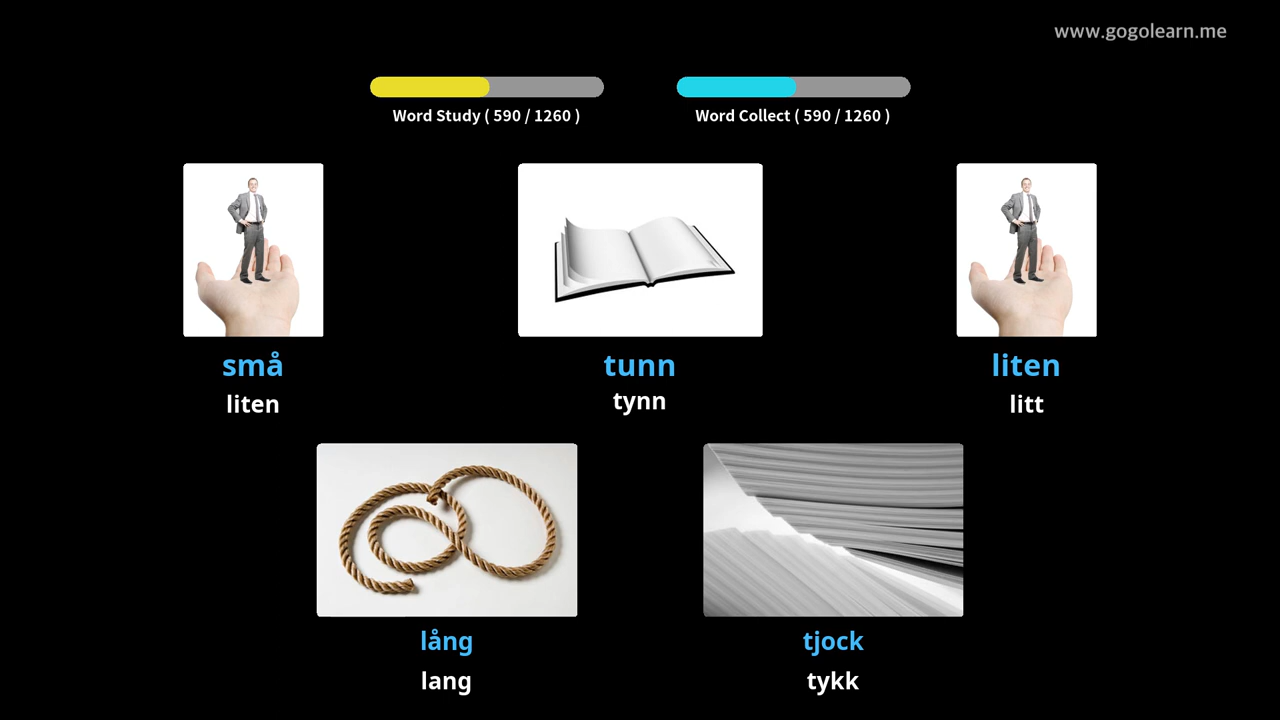 www.gogolearn.me
Word Study ( 590 / 1260 )
Word Collect ( 590 / 1260 )
små
liten
tunn
tynn
liten
litt
lång
lang
tjock
tykk